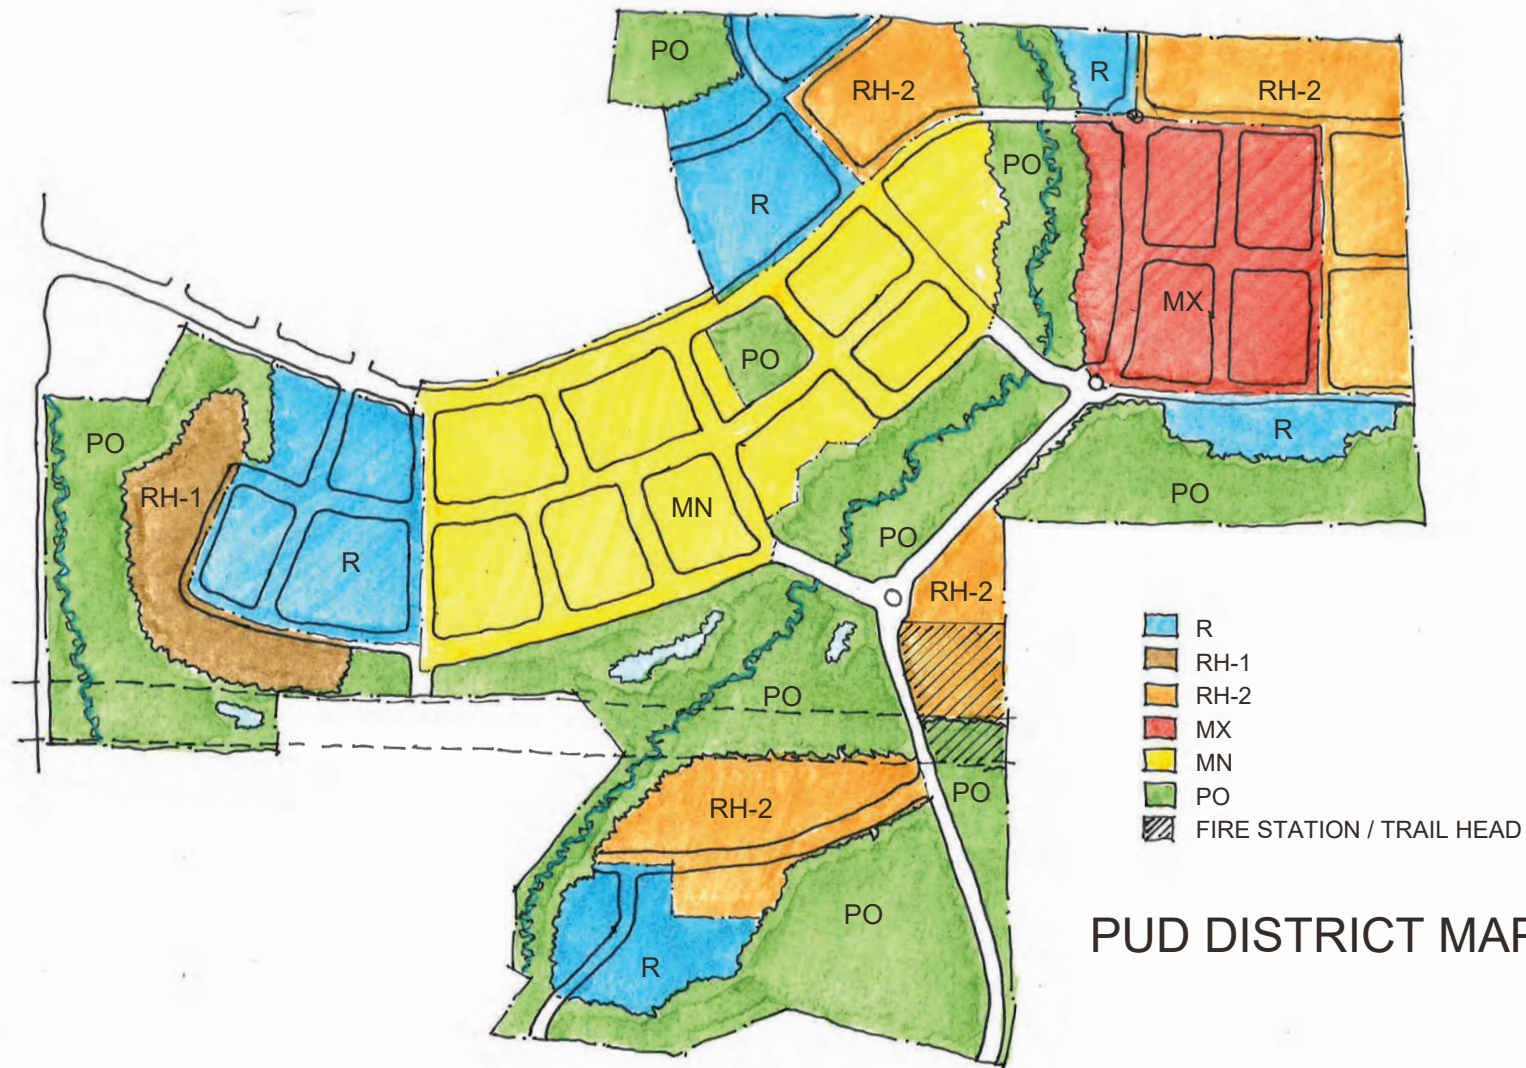 PO
RH-2
R
RH-2
PO
R
MX
PO
R
PO
RH-1
PO
MN
R
PO
RH-2
PO
RH-2
PO
PO
R
R
RH-1
RH-2
MX
MN
PO
FIRE STATION / TRAIL HEAD
PUD DISTRICT MAP